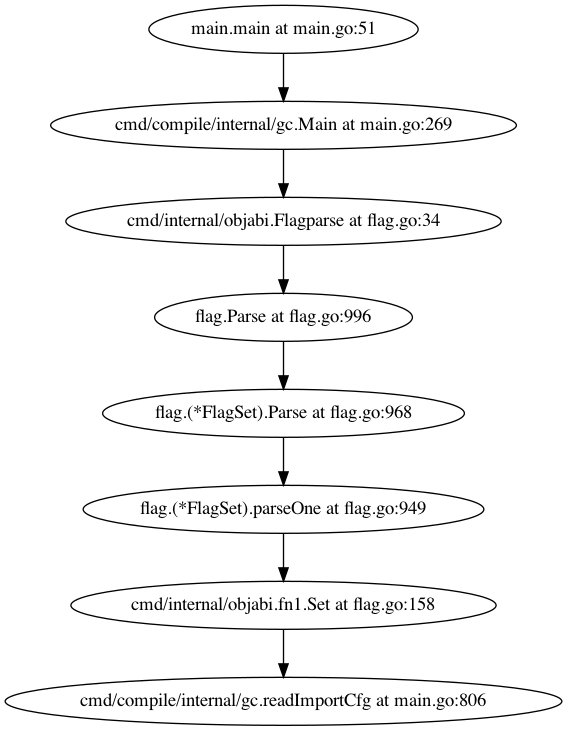 main.main at main.go:51
cmd/compile/internal/gc.Main at main.go:269
cmd/internal/objabi.Flagparse at flag.go:34
flag.Parse at flag.go:996
flag.(*FlagSet).Parse at flag.go:968
flag.(*FlagSet).parseOne at flag.go:949
cmd/internal/objabi.fn1.Set at flag.go:158
cmd/compile/internal/gc.readImportCfg at main.go:806